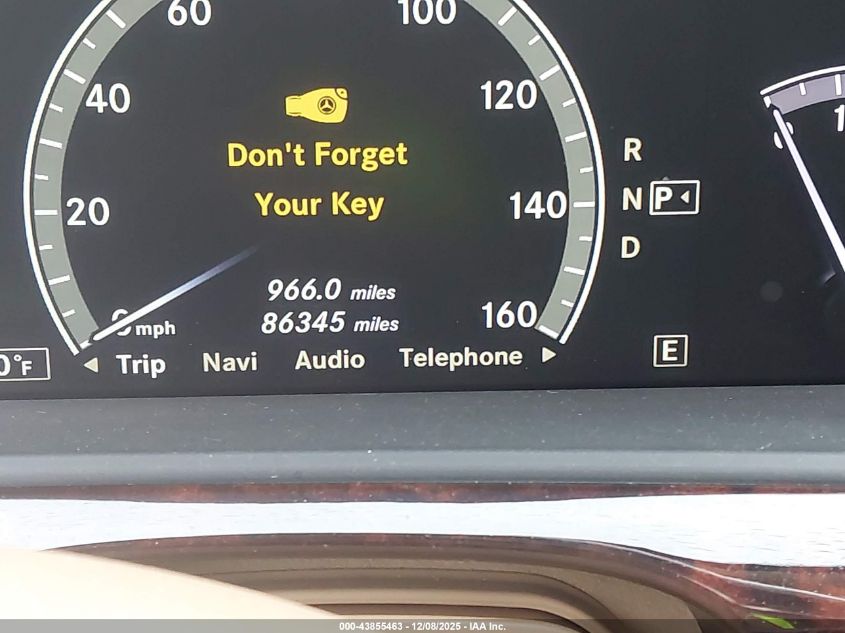 60 100
40 120
Don't Forget
Your Key
R
20 140 N P
D
966.0 miles
86345 miles 160
0 mph
°F Trip Navi Audio Telephone E
000-43855463 - 12/08/2025 - IAA Inc.